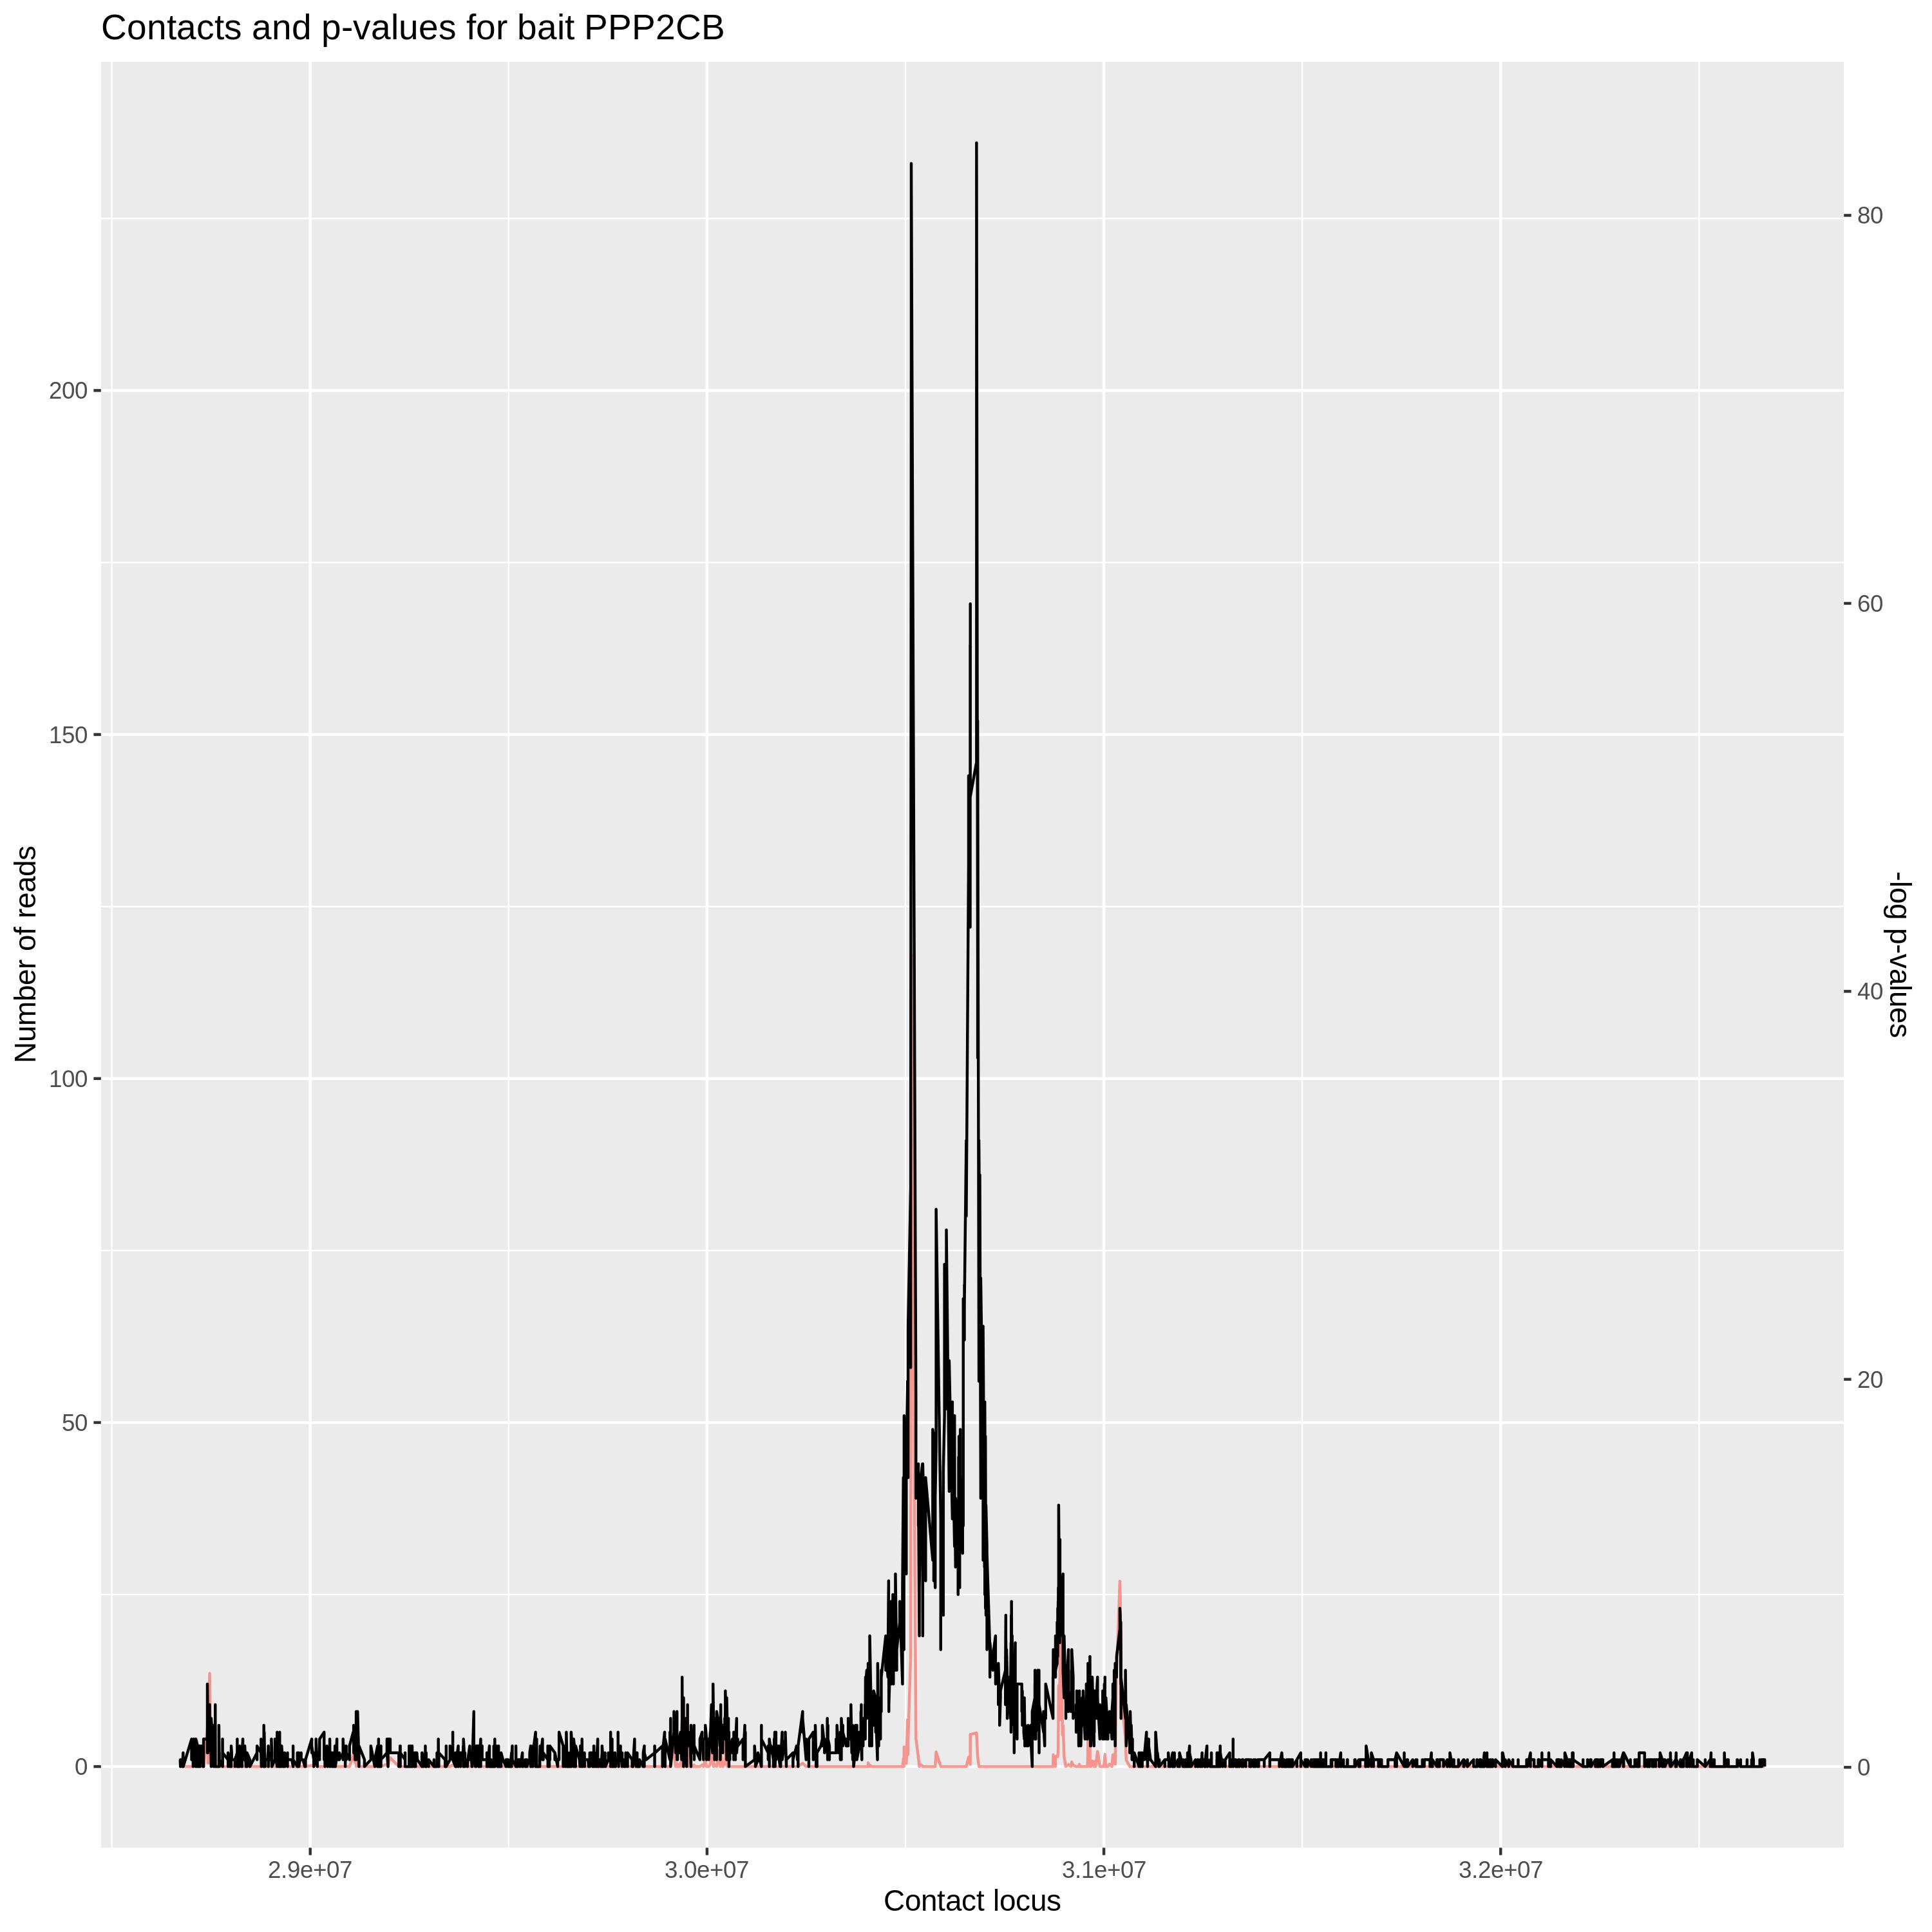 Contacts and p-values for bait PPP2CB
Number of reads
200
150
100
50
0
80
60
40
20
0
-log p-values
2.9e+07 3.0e+07 3.1e+07 3.2e+07
Contact locus